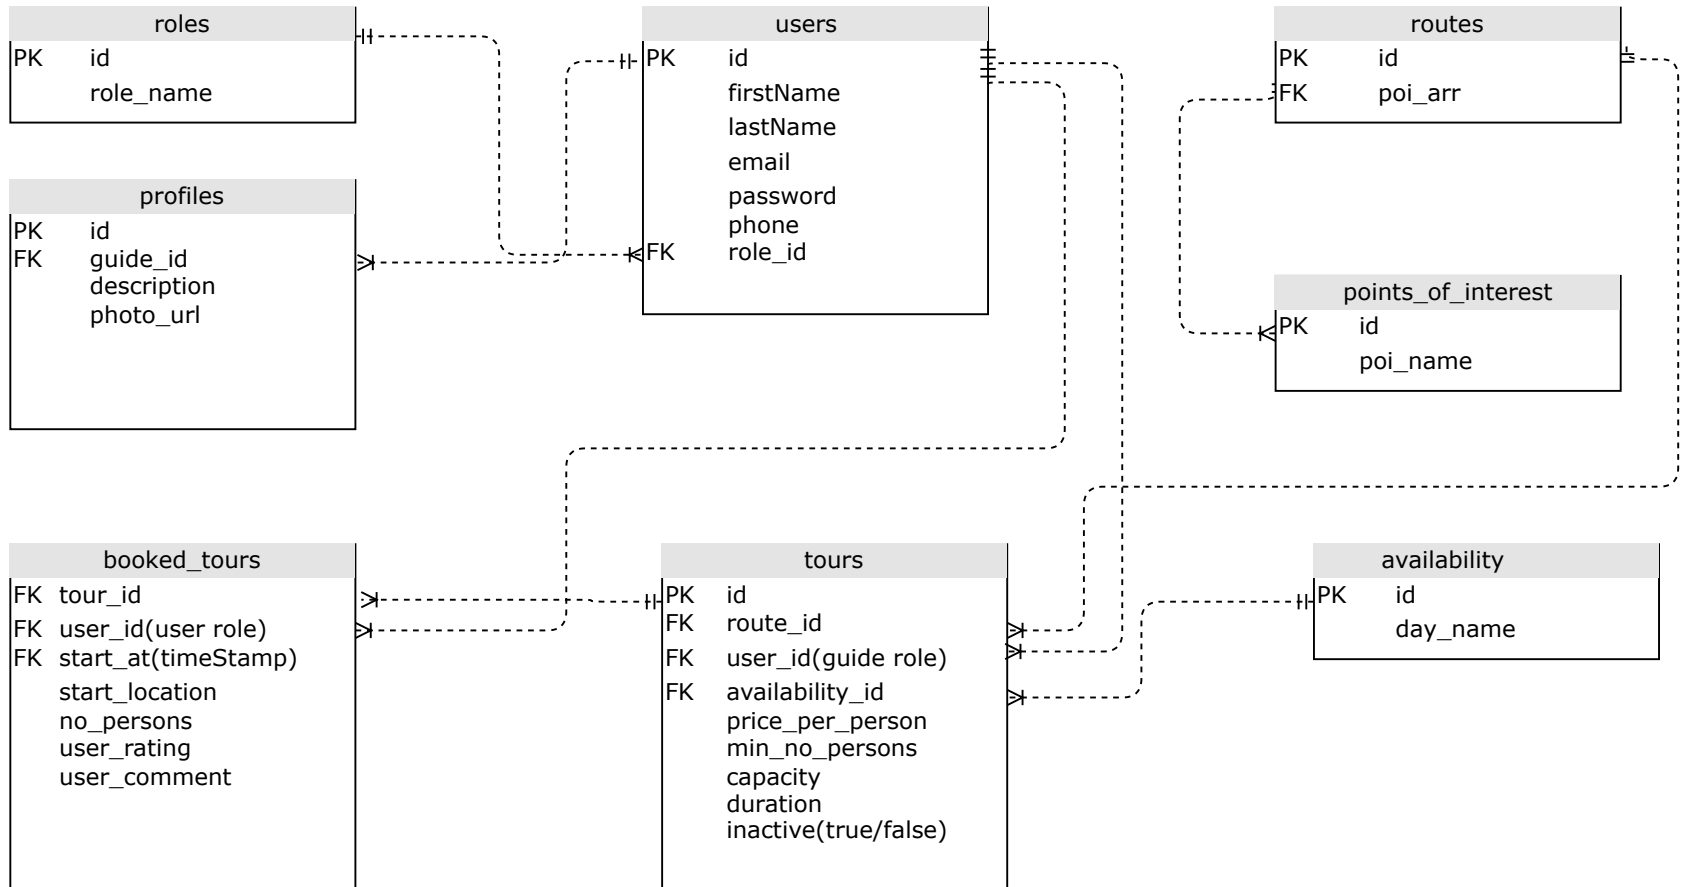 roles
PK id
role_name
users
PK id
firstName
lastName
email
password
phone
FK role_id
routes
PK id
FK poi_arr
profiles
PK id
FK guide_id
description
photo_url
points_of_interest
PK id
poi_name
booked_tours
FK tour_id
FK user_id(user role)
FK start_at(timeStamp)
start_location
no_persons
user_rating
user_comment
tours
PK id
FK route_id
FK user_id(guide role)
FK availability_id
price_per_person
min_no_persons
capacity
duration
inactive(true/false)
availability
PK id
day_name